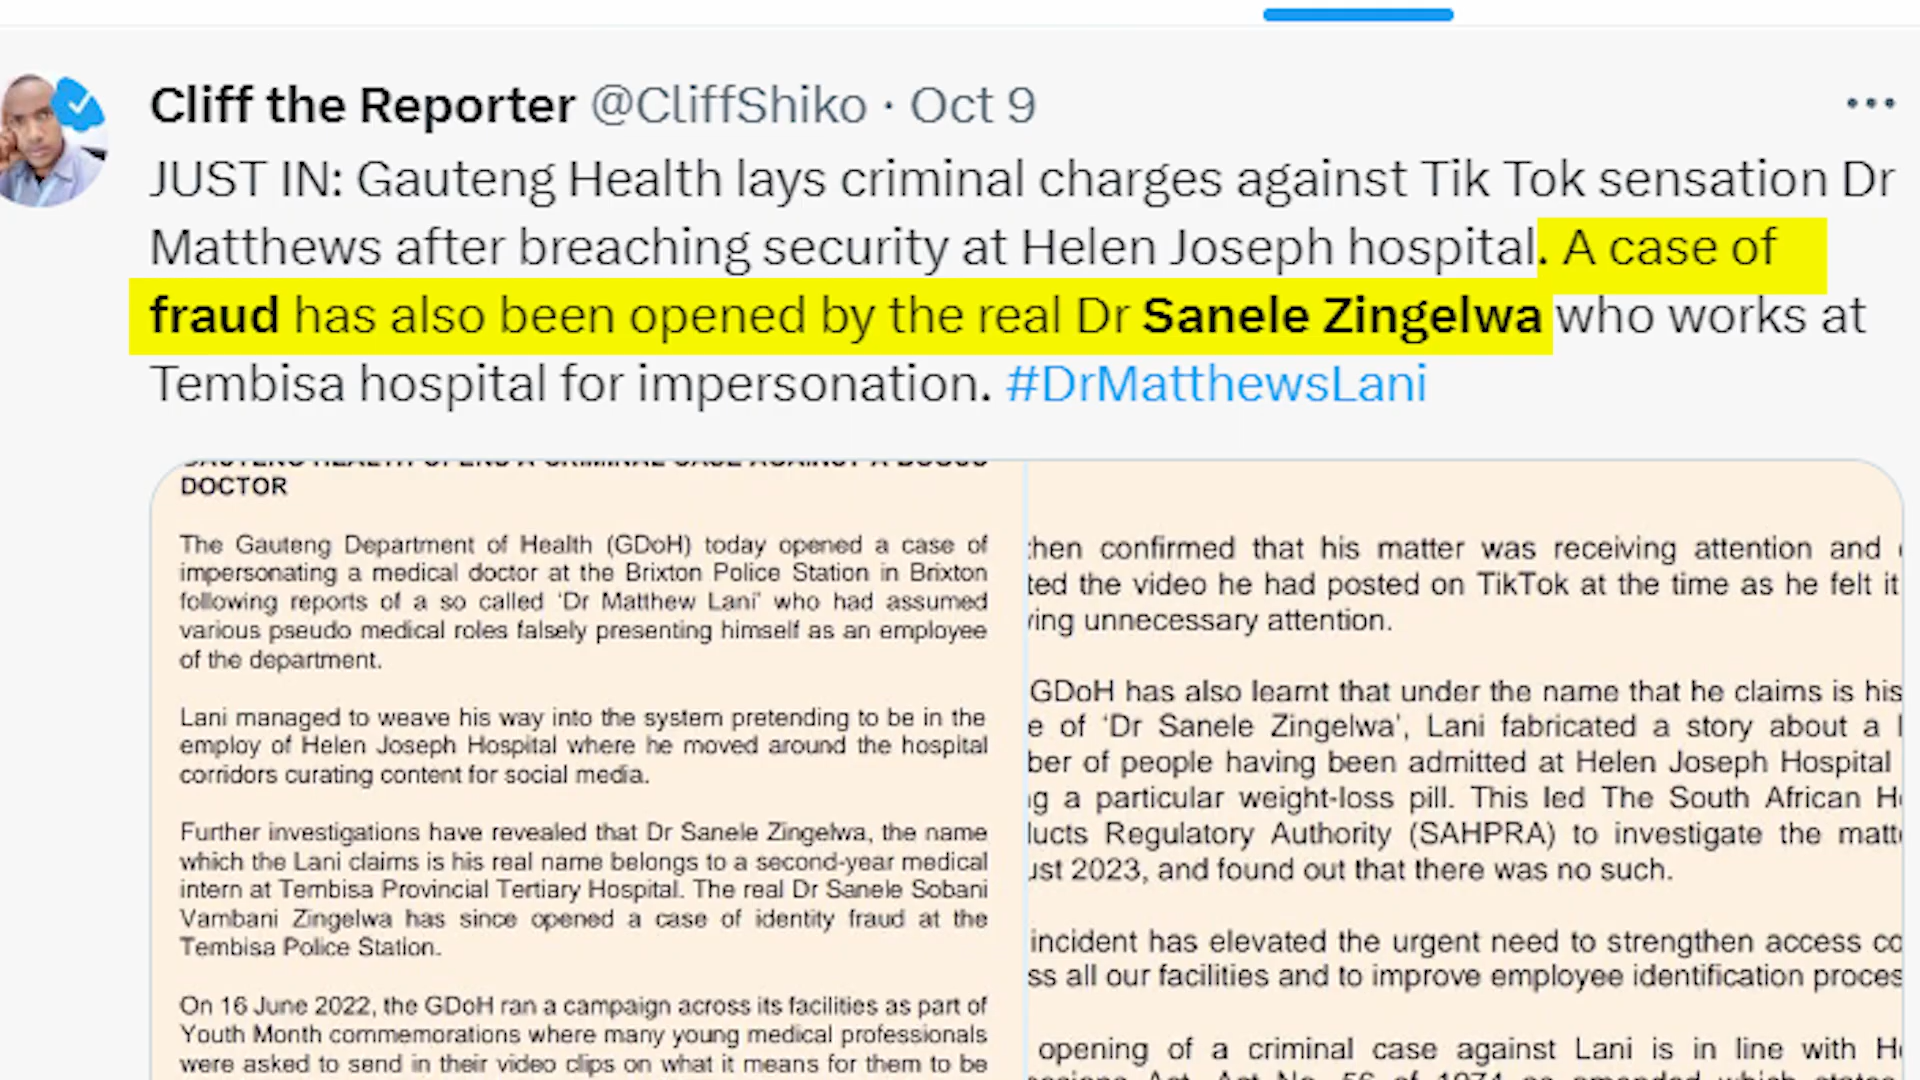 Cliff the Reporter @CliffShiko · Oct 9
JUST IN: Gauteng Health lays criminal charges against Tik Tok sensation Dr
Matthews after breaching security at Helen Joseph hospital. A case of
fraud has also been opened by the real Dr Sanele Zingelwa who works at
Tembisa hospital for impersonation. #DrMatthewsLani
DOCTOR
The Gauteng Department of Health (GDoH) today opened a case of
impersonating a medical doctor at the Brixton Police Station in Brixton
following reports of a so called 'Dr Matthew Lani' who had assumed
various pseudo medical roles falsely presenting himself as an employee
of the department.
Lani managed to weave his way into the system pretending to be in the
employ of Helen Joseph Hospital where he moved around the hospital
corridors curating content for social media.
Further investigations have revealed that Dr Sanele Zingelwa, the name
which the Lani claims is his real name belongs to a second-year medical
intern at Tembisa Provincial Tertiary Hospital. The real Dr Sanele Sobani
Vambani Zingelwa has since opened a case of identity fraud at the
Tembisa Police Station.
On 16 June 2022, the GDoH ran a campaign across its facilities as part of
Youth Month commemorations where many young medical professionals
were asked to send in their video clips on what it means for them to be
confirmed that his matter was receiving attention and
the video he had posted on TikTok at the time as he felt it
unnecessary attention.
GDoH has also learnt that under the name that he claims is his
of 'Dr Sanele Zingelwa', Lani fabricated a story about a
of people having been admitted at Helen Joseph Hospital
a particular weight-loss pill. This led The South African
Regulatory Authority (SAHPRA) to investigate the
2023, and found out that there was no such.
incident has elevated the urgent need to strengthen access
all our facilities and to improve employee identification
opening of a criminal case against Lani is in line with